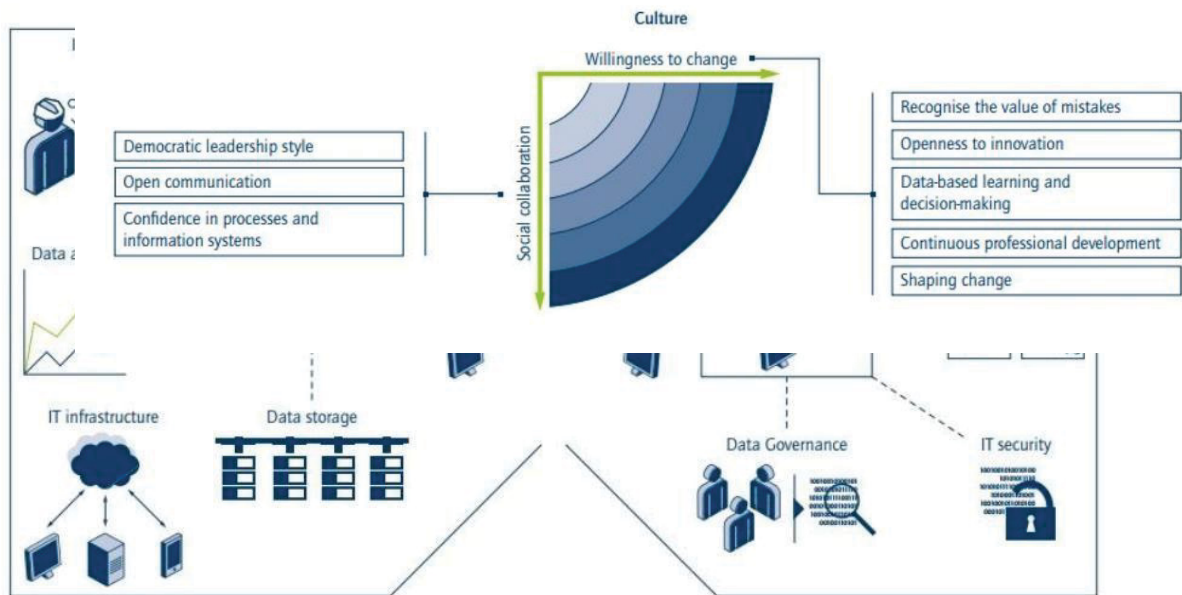 Culture
Willingness to change
Social collaboration
Democratic leadership style
Open communication
Confidence in processes and
information systems
Recognise the value of mistakes
Openness to innovation
Data-based learning and
decision-making
Continuous professional development
Shaping change
Data
IT infrastructure
Data storage
Data Governance
IT security